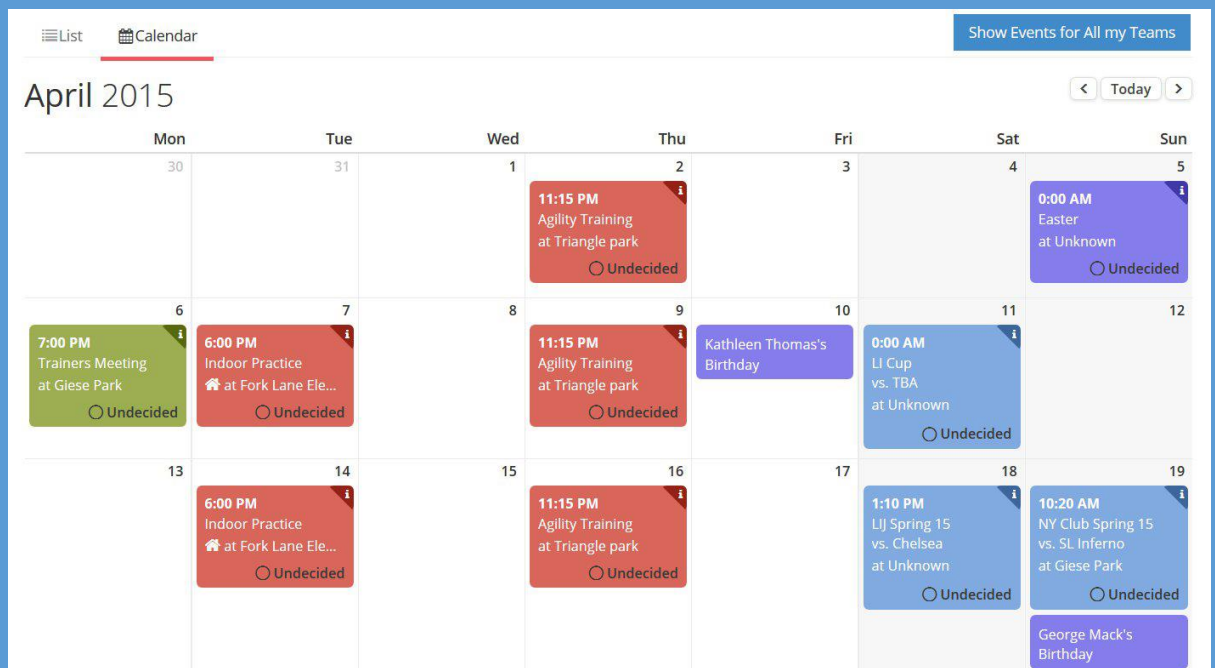 List Calendar Show Events for All my Teams
April 2015 Today
Mon Tue Wed Thu Fri Sat Sun
30 31 1 2 3 4 5
11:15 PM
Agility Training
at Triangle park
Undecided
0:00 AM
Easter
at Unknown
Undecided
6 7 8 9 10 11 12
7:00 PM
Trainers Meeting
at Giese Park
Undecided
6:00 PM
Indoor Practice
at Fork Lane Ele...
Undecided
11:15 PM
Agility Training
at Triangle park
Undecided
Kathleen Thomas's
Birthday
0:00 AM
LI Cup
vs. TBA
at Unknown
Undecided
13 14 15 16 17 18 19
6:00 PM
Indoor Practice
at Fork Lane Ele...
Undecided
11:15 PM
Agility Training
at Triangle park
Undecided
1:10 PM
LIJ Spring 15
vs. Chelsea
at Unknown
Undecided
10:20 AM
NY Club Spring 15
vs. SL Inferno
at Giese Park
Undecided
George Mack's
Birthday